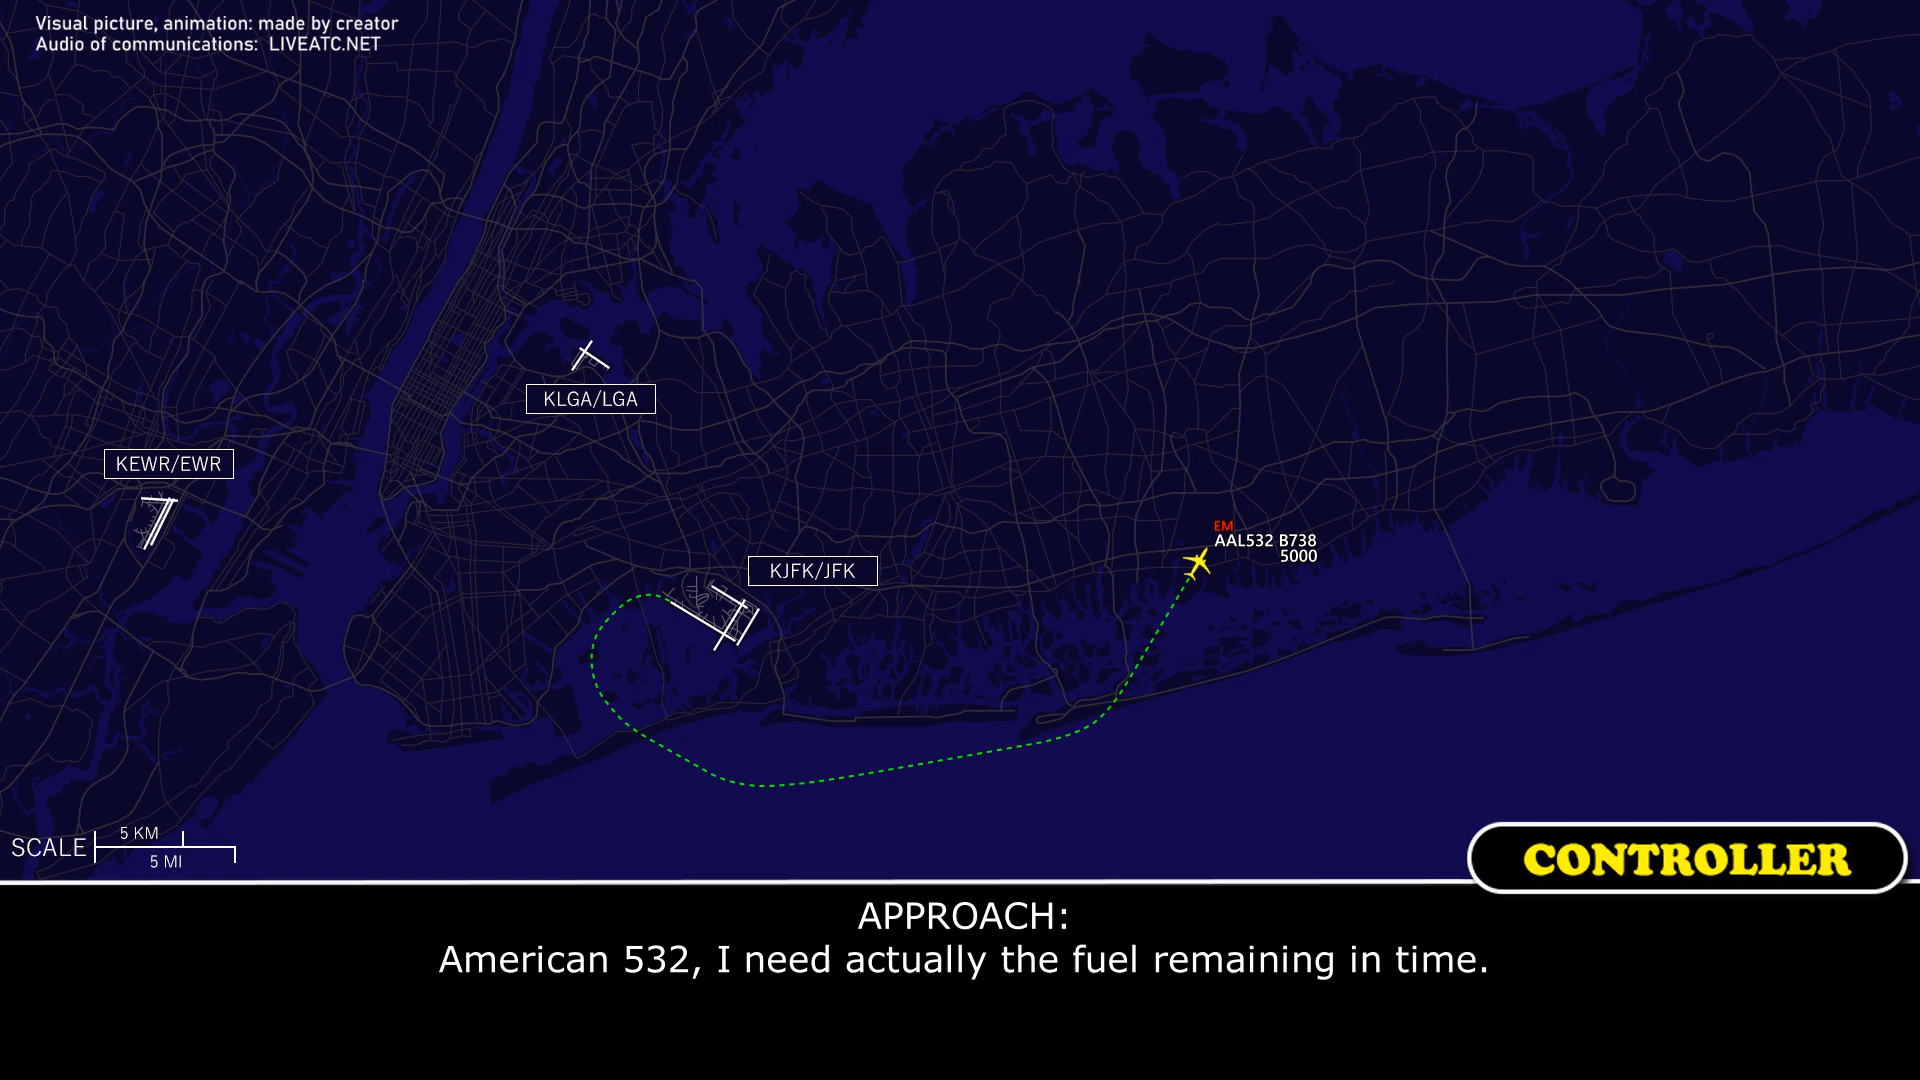 Visual picture, animation: made by creator
Audio of communications: LIVEATC.NET
KLGA/LGA
KEWR/EWR
EM
AAL532 B738
5000
KJFK/JFK
5 KM
SCALE
5 MI
CONTROLLER
APPROACH:
American 532, I need actually the fuel remaining in time.